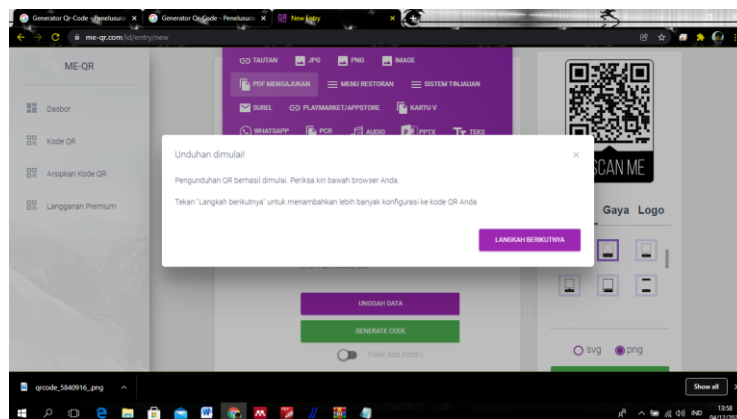 Generator Qr-Code - Penelusura
Generator Qr-Code - Penelusura
New Entry
me-qr.com/id/entry/new
ME-QR
Dasbor
Kode QR
Arsipkan Kode QR
Langganan Premium
TAUTAN JPG PNG IMAGE
PDF MENGAJUKAN MENU RESTORAN SISTEM TINJAUAN
SUREL PLAYMARKET/APPSTORE KARTU V
WHATSAPP PCR AUDIO PPTX TEKS
Unduhan dimulai!
Pengunduhan QR berhasil dimulai. Periksa kiri bawah browser Anda.
Tekan "Langkah berikutnya" untuk menambahkan lebih banyak konfigurasi ke kode QR Anda
LANGKAH BERIKUTNYA
UNGGAH DATA
GENERATE CODE
Tidak ada indeks
SCAN ME
Gaya Logo
svg png
qrcode_5840916_.png
Show all
IND
13:58